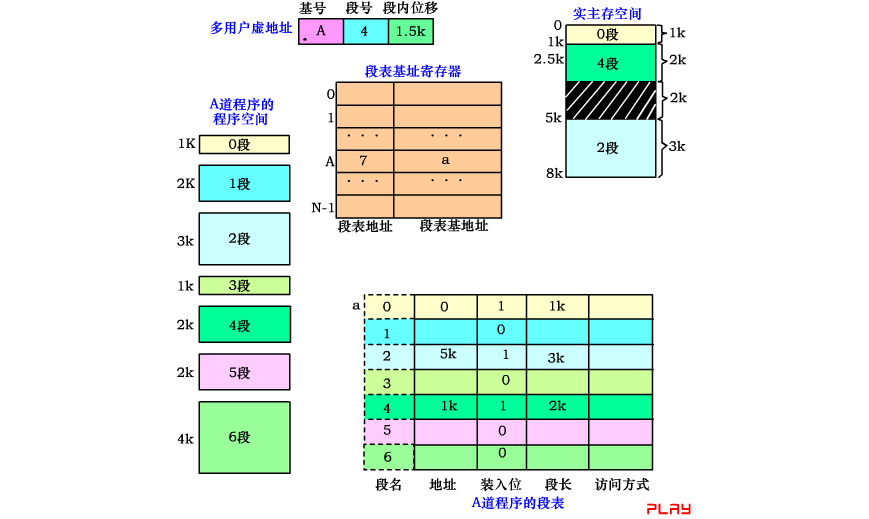 基号 段号 段内位移
多用户虚地址 A 4 1.5k
实主存空间
0
0段 1k
1k
2.5k 4段 2k
2k
5k
2段 3k
8k
段表基址寄存器
0
1
· · · · · ·
A 7 a
· · · · · ·
N-1
段表地址 段表基地址
A道程序的
程序空间
1K 0段
2K 1段
3k 2段
1k 3段
2k 4段
2k 5段
4k 6段
a 0 0 1 1k
1 0
2 5k 1 3k
3 0
4 1k 1 2k
5 0
6 0
段名 地址 装入位 段长 访问方式
A道程序的段表
PLAY